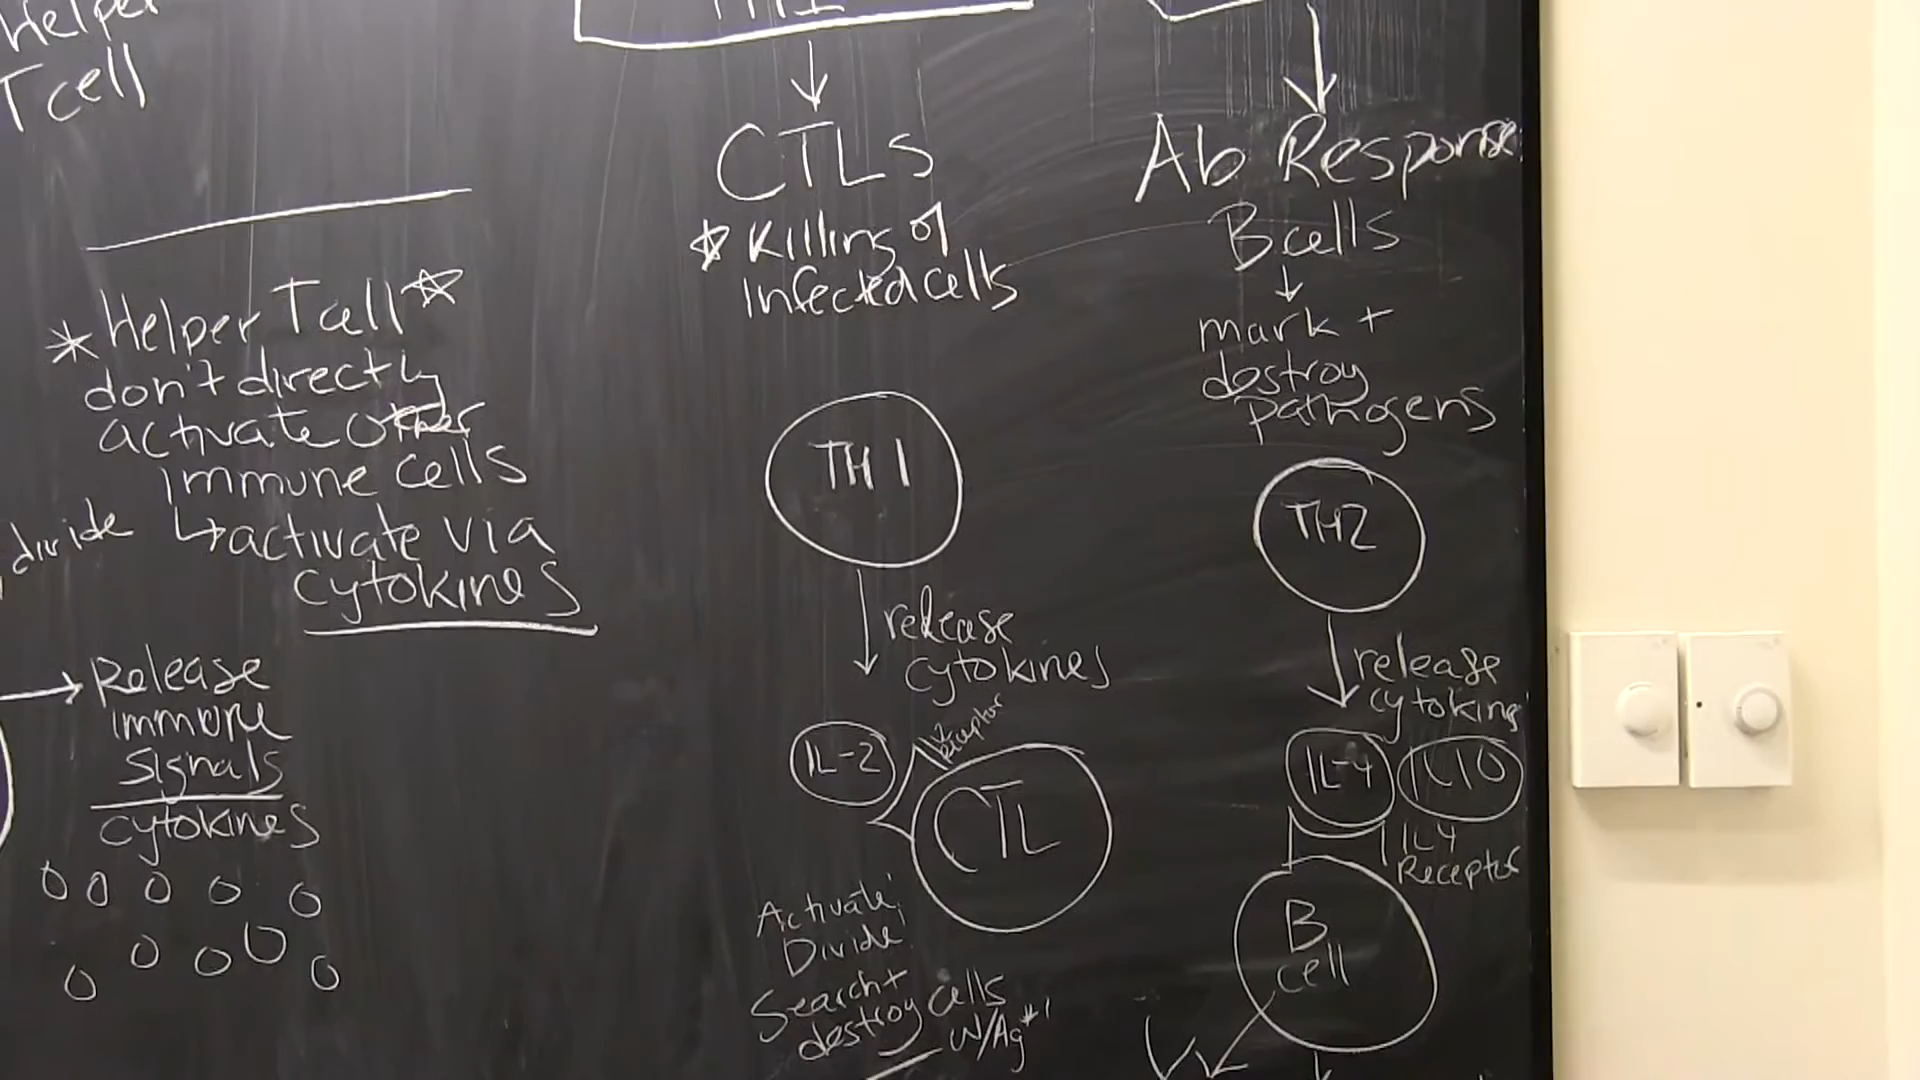 Helper
T cell
* Helper T cell *
don't directly
activate other
immune cells
↳ activate via
cytokines
divide
→ Release
immune
signals
cytokines
TH1
CTLs
* Killing of
Infected cells
TH1
release
cytokines
IL-2
receptor
CTL
Activate,
Divide,
Search +
destroy cells
w/Ag #1
Ab Response
B cells
mark +
destroy
pathogens
TH2
release
cytokines
IL-4
IL10
IL4
Receptor
B
cell